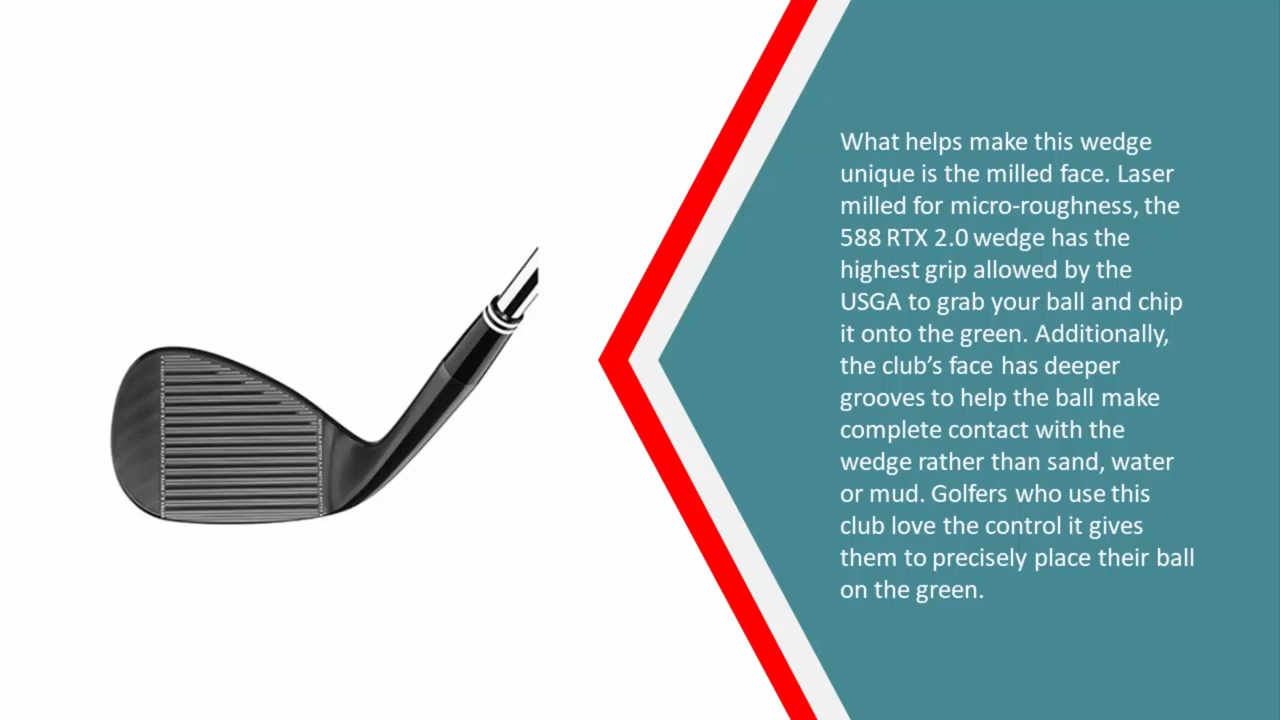 What helps make this wedge
unique is the milled face. Laser
milled for micro-roughness, the
588 RTX 2.0 wedge has the
highest grip allowed by the
USGA to grab your ball and chip
it onto the green. Additionally,
the club’s face has deeper
grooves to help the ball make
complete contact with the
wedge rather than sand, water
or mud. Golfers who use this
club love the control it gives
them to precisely place their ball
on the green.